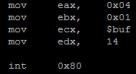 mov eax, 0x04
mov ebx, 0x01
mov ecx, $buf
mov edx, 14
int 0x80